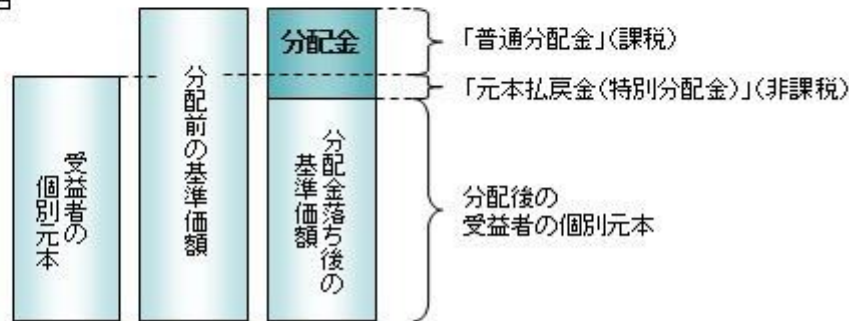 受益者の
個別元本
分配前の基準価額
分配金
分配金落ち後の
基準価額
「普通分配金」(課税)
「元本払戻金(特別分配金)」(非課税)
分配後の
受益者の個別元本